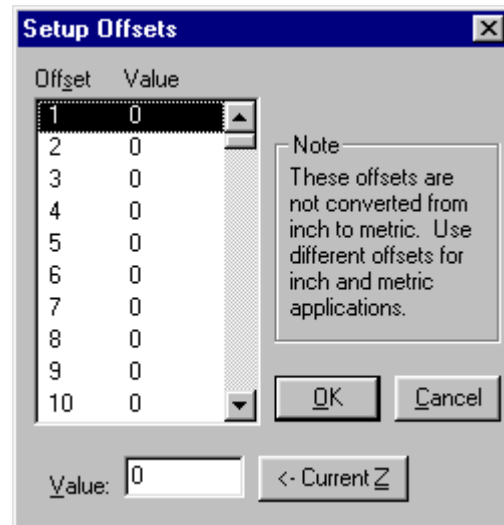 Setup Offsets
Offset Value
1 0
2 0
3 0
4 0
5 0
6 0
7 0
8 0
9 0
10 0
Note
These offsets are
not converted from
inch to metric. Use
different offsets for
inch and metric
applications.
OK Cancel
Value: 0 <- Current Z